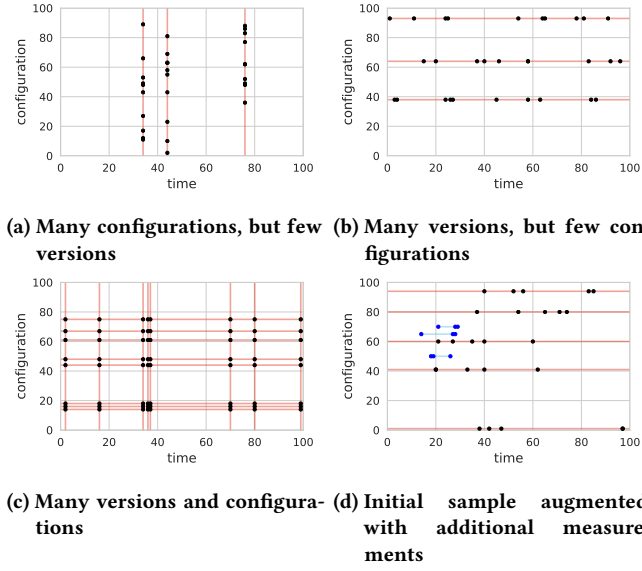 100
80
60
40
20
0
configuration
0 20 40 60 80 100
time
100
80
60
40
20
0
configuration
0 20 40 60 80 100
time
(a) Many configurations, but few
versions
(b) Many versions, but few con
figurations
100
80
60
40
20
0
configuration
0 20 40 60 80 100
time
100
80
60
40
20
0
configuration
0 20 40 60 80 100
time
(c) Many versions and configura-
tions
(d) Initial sample augmented
with additional measure
ments